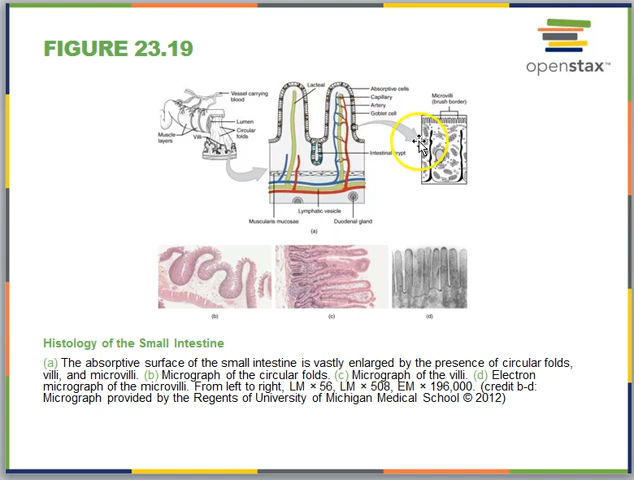 FIGURE 23.19
openstax™
Lacteal
Absorptive cells
Capillary
Artery
Goblet cell
Microvilli
(brush border)
Vessel carrying
blood
Lumen
Circular
folds
Muscle
layers
Villi
Intestinal crypt
Lymphatic vesicle
Muscularis mucosae
Duodenal gland
(a)
(b)
(c)
(d)
Histology of the Small Intestine
(a) The absorptive surface of the small intestine is vastly enlarged by the presence of circular folds,
villi, and microvilli. (b) Micrograph of the circular folds. (c) Micrograph of the villi. (d) Electron
micrograph of the microvilli. From left to right, LM × 56, LM × 508, EM × 196,000. (credit b-d:
Micrograph provided by the Regents of University of Michigan Medical School © 2012)